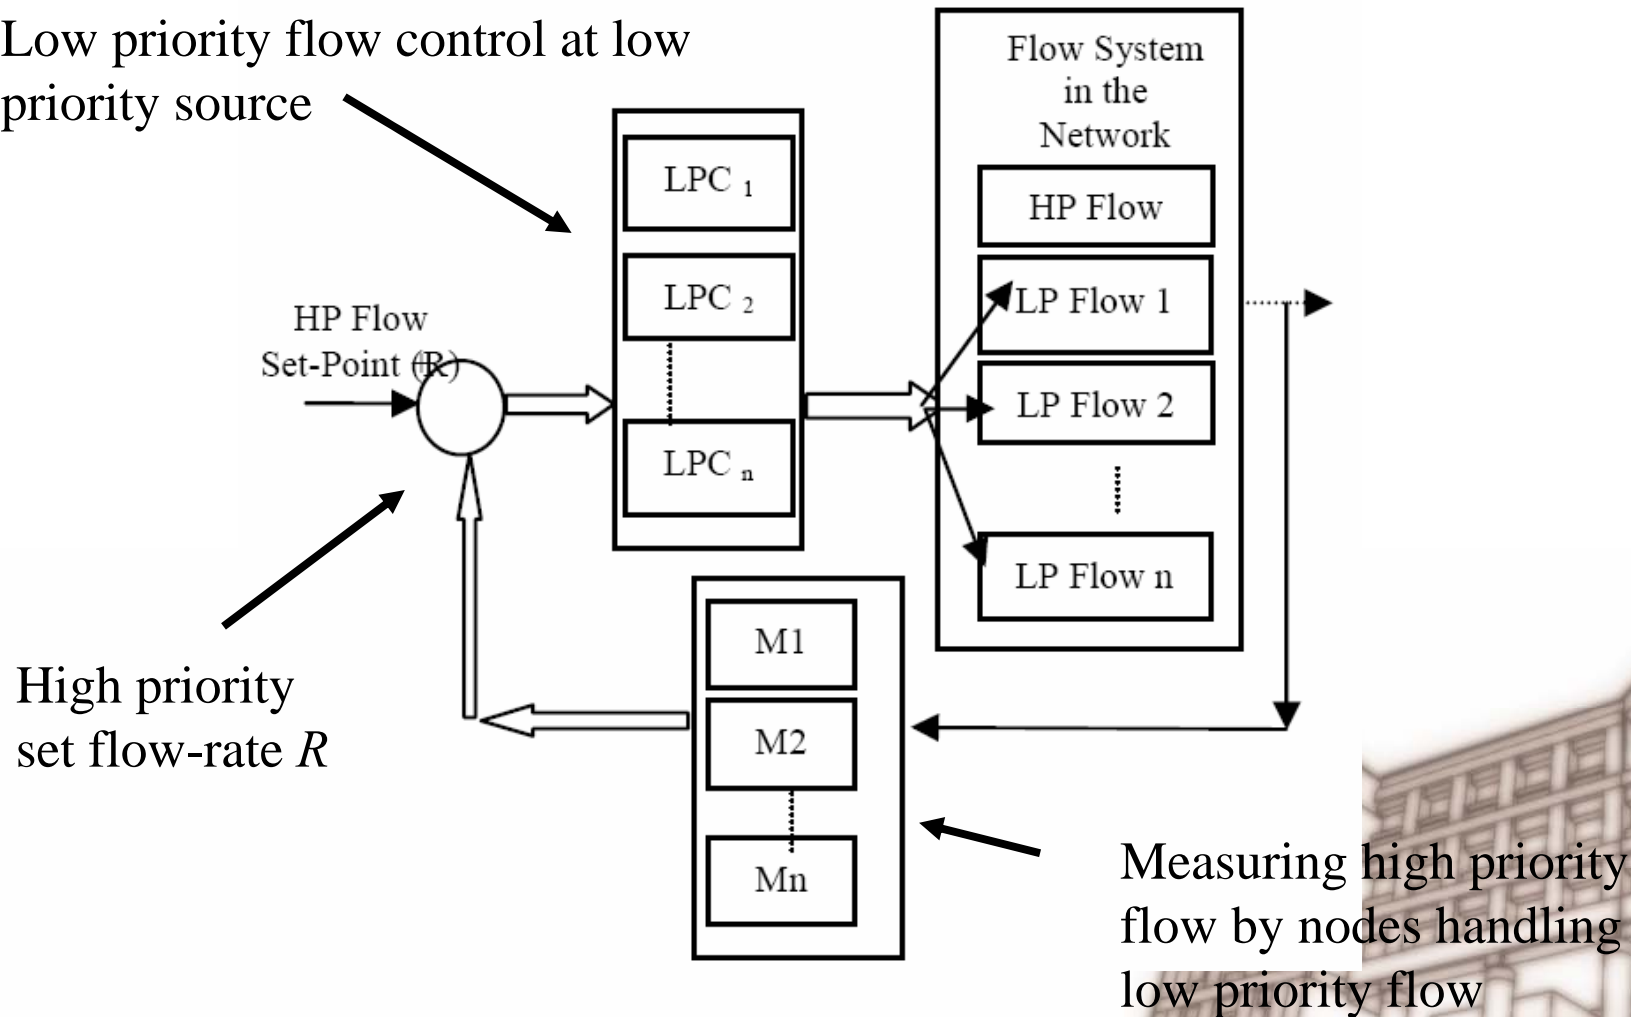 Low priority flow control at low
priority source
Flow System
in the
Network
LPC 1
HP Flow
LPC 2
LP Flow 1
HP Flow
Set-Point (R)
LP Flow 2
LPC n
LP Flow n
M1
High priority
set flow-rate R
M2
Mn
Measuring high priority
flow by nodes handling
low priority flow